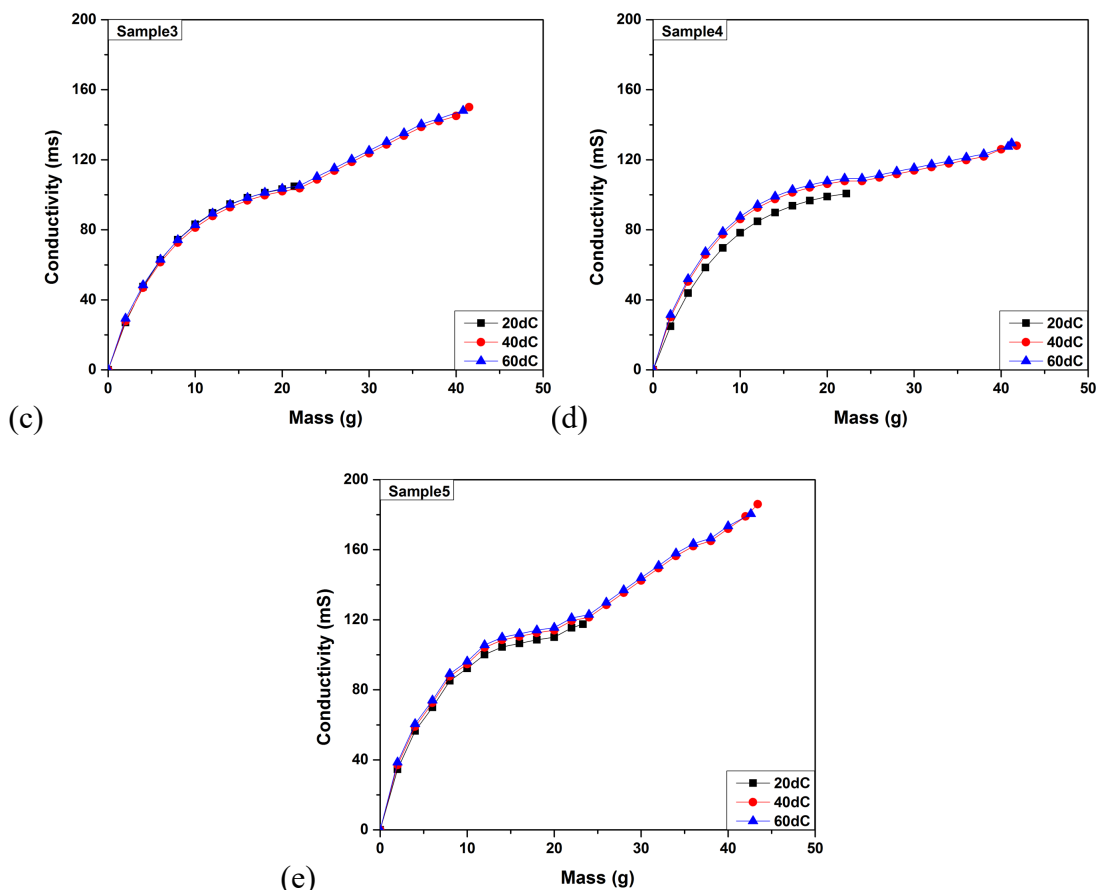 Sample3
Conductivity (ms)
200
160
120
80
40
0
0 10 20 30 40 50
Mass (g)
20dC
40dC
60dC
(c)
Sample4
Conductivity (mS)
200
160
120
80
40
0
0 10 20 30 40 50
Mass (g)
20dC
40dC
60dC
(d)
Sample5
Conductivity (mS)
200
160
120
80
40
0
0 10 20 30 40 50
Mass (g)
20dC
40dC
60dC
(e)